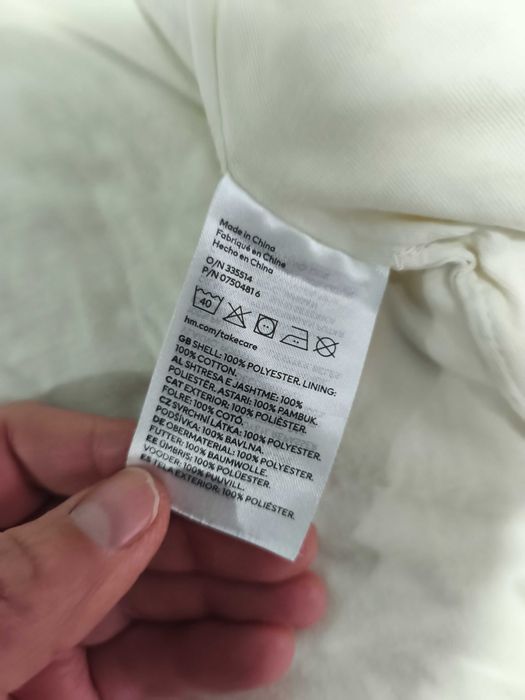 Made in China
Fabriqué en Chine
Hecho en China
O/N 335514
P/N 0750481 6
40
hm.com/takecare
GB SHELL: 100% POLYESTER. LINING:
100% COTTON.
AL SHTRESA E JASHTME: 100%
POLIESTËR. ASTARI: 100% PAMBUK.
CAT EXTERIOR: 100% POLIÈSTER.
FOLRE: 100% COTÓ.
CZ SVRCHNÍ LÁTKA: 100% POLYESTER.
PODŠÍVKA: 100% BAVLNA.
DE OBERMATERIAL: 100% POLYESTER.
FUTTER: 100% BAUMWOLLE.
EE ÜMBRIS: 100% POLÜESTER.
VOODER: 100% PUUVILL.
ES TELA EXTERIOR: 100% POLIÉSTER.